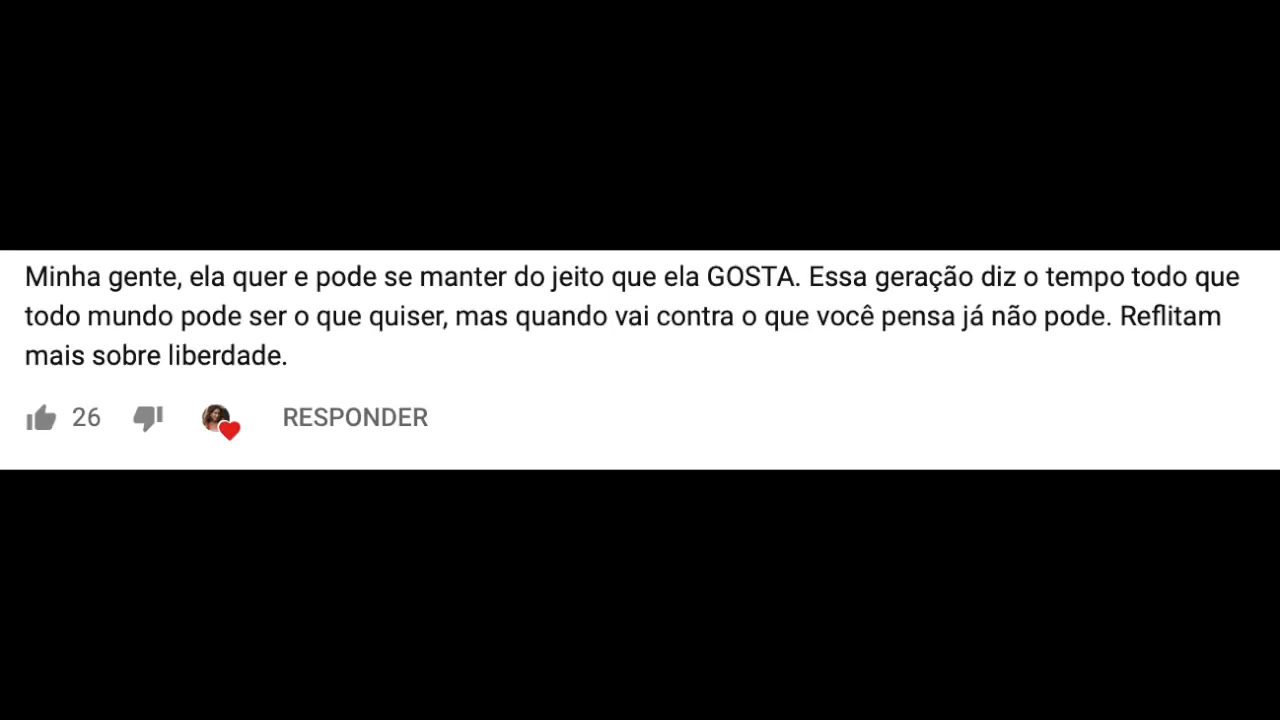 Minha gente, ela quer e pode se manter do jeito que ela GOSTA. Essa geração diz o tempo todo que
todo mundo pode ser o que quiser, mas quando vai contra o que você pensa já não pode. Reflitam
mais sobre liberdade.
26 RESPONDER